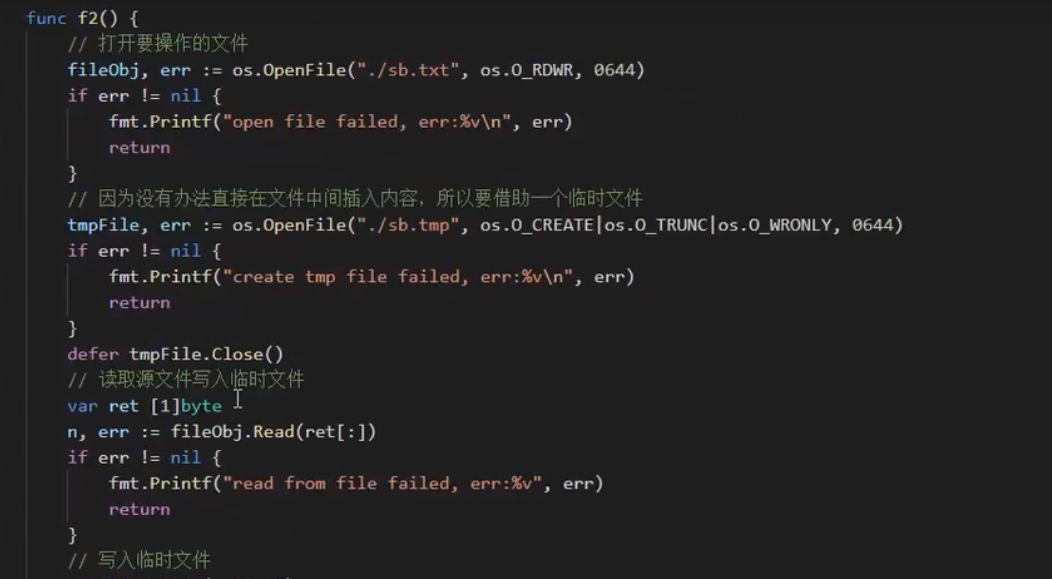 func f2() {
// 打开要操作的文件
fileObj, err := os.OpenFile("./sb.txt", os.O_RDWR, 0644)
if err != nil {
fmt.Printf("open file failed, err:%v\n", err)
return
}
// 因为没有办法直接在文件中间插入内容，所以要借助一个临时文件
tmpFile, err := os.OpenFile("./sb.tmp", os.O_CREATE|os.O_TRUNC|os.O_WRONLY, 0644)
if err != nil {
fmt.Printf("create tmp file failed, err:%v\n", err)
return
}
defer tmpFile.Close()
// 读取源文件写入临时文件
var ret [1]byte
n, err := fileObj.Read(ret[:])
if err != nil {
fmt.Printf("read from file failed, err:%v", err)
return
}
// 写入临时文件